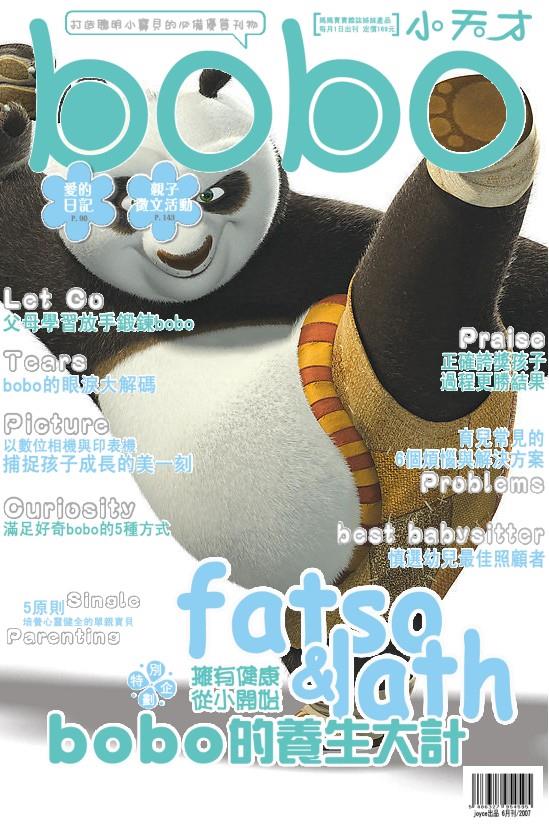 打造聰明小寶貝的必備優質刊物
媽媽寶寶雜誌姊妹產品
每月1日出刊 定價169元
小天才
bobo
愛的
日記
P. 90
親子
徵文活動
P. 143
Let Go
父母學習放手鍛鍊bobo
Tears
bobo的眼淚大解碼
Picture
以數位相機與印表機
捕捉孩子成長的美一刻
Curiosity
滿足好奇bobo的5種方式
5原則 Single
培養心靈健全的單親寶貝
Parenting
Praise
正確誇獎孩子
過程更勝結果
育兒常見的
6個煩惱與解決方案
Problems
best babysitter
慎選幼兒最佳照顧者
fatso
&lath
特別企劃
擁有健康
從小開始
bobo的養生大計
joyce出品 6月刊/2007